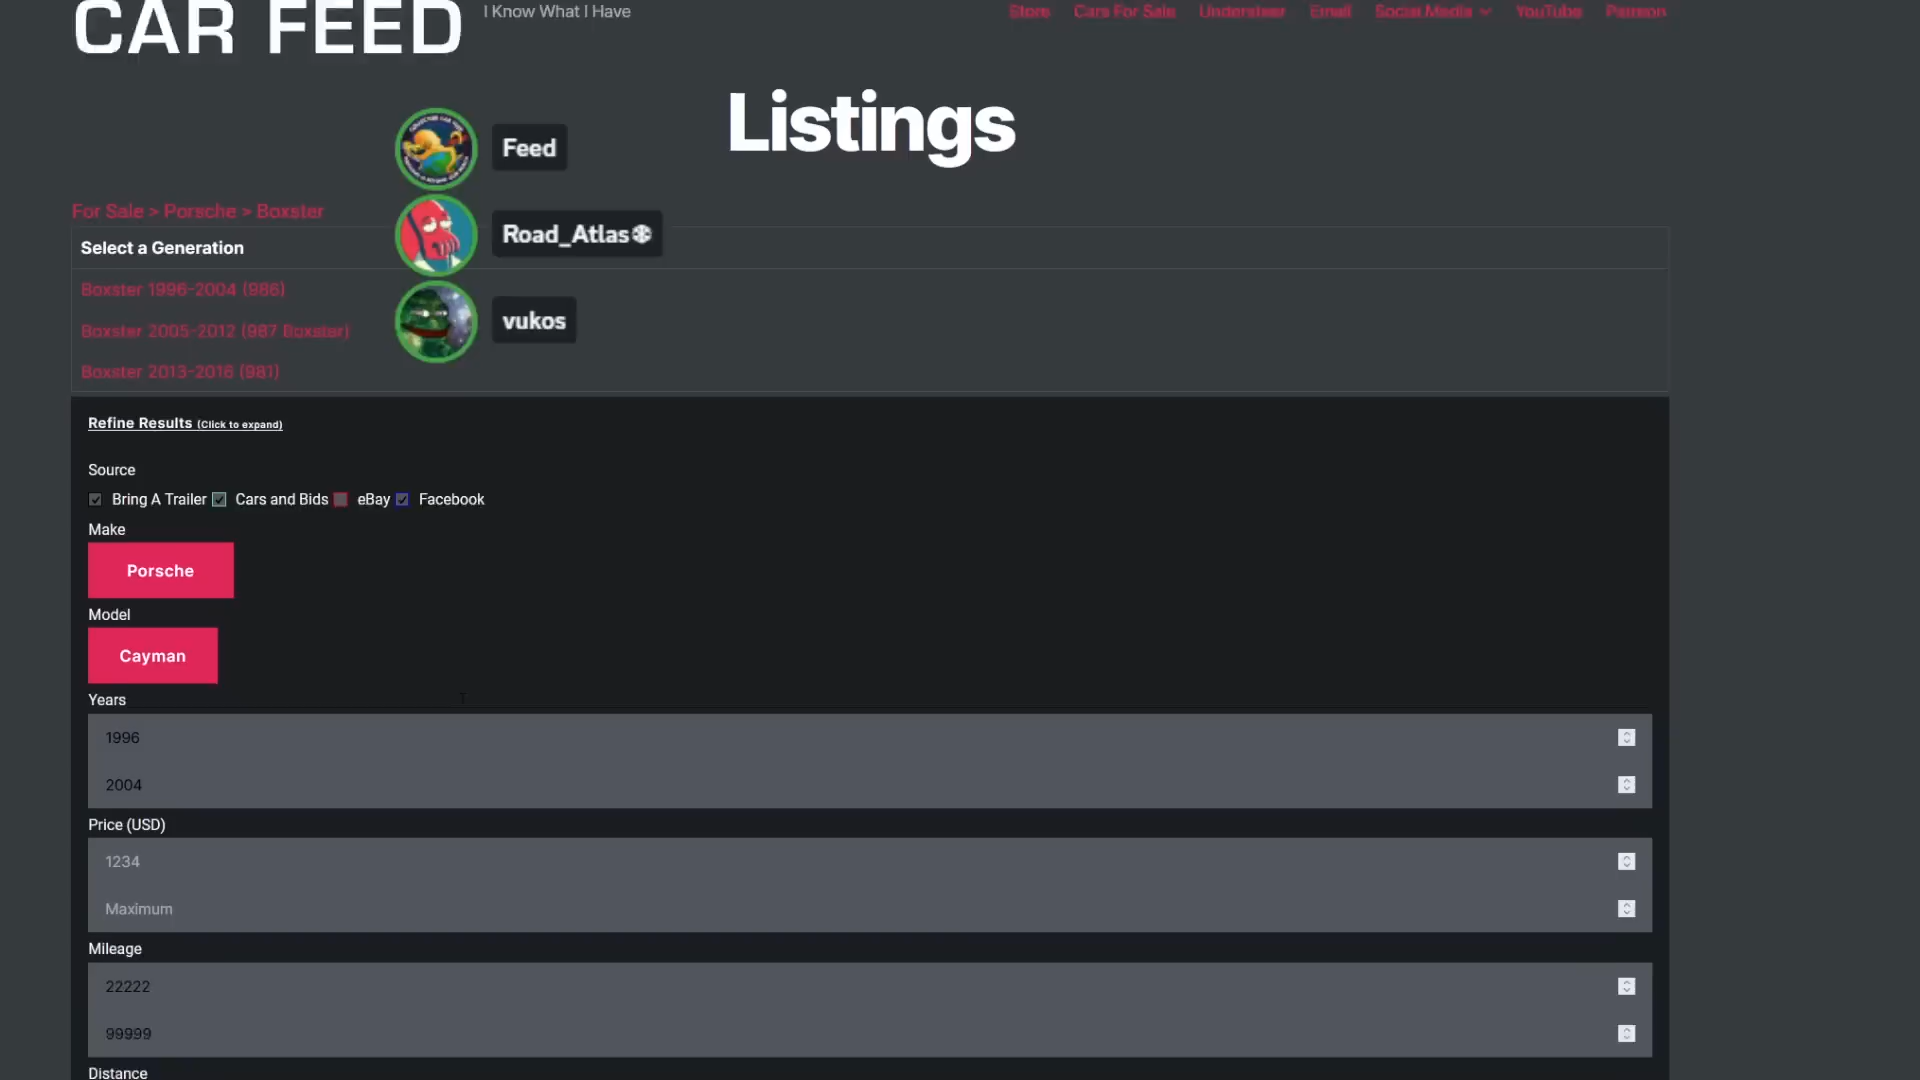 CAR FEED
I Know What I Have
Store Cars For Sale Understeer Email Social Media YouTube Patreon
Listings
Feed
Road_Atlas
vukos
For Sale > Porsche > Boxster
Select a Generation
Boxster 1996-2004 (986)
Boxster 2005-2012 (987 Boxster)
Boxster 2013-2016 (981)
Refine Results (Click to expand)
Source
Bring A Trailer Cars and Bids eBay Facebook
Make
Porsche
Model
Cayman
Years
1996
2004
Price (USD)
1234
Maximum
Mileage
22222
99999
Distance